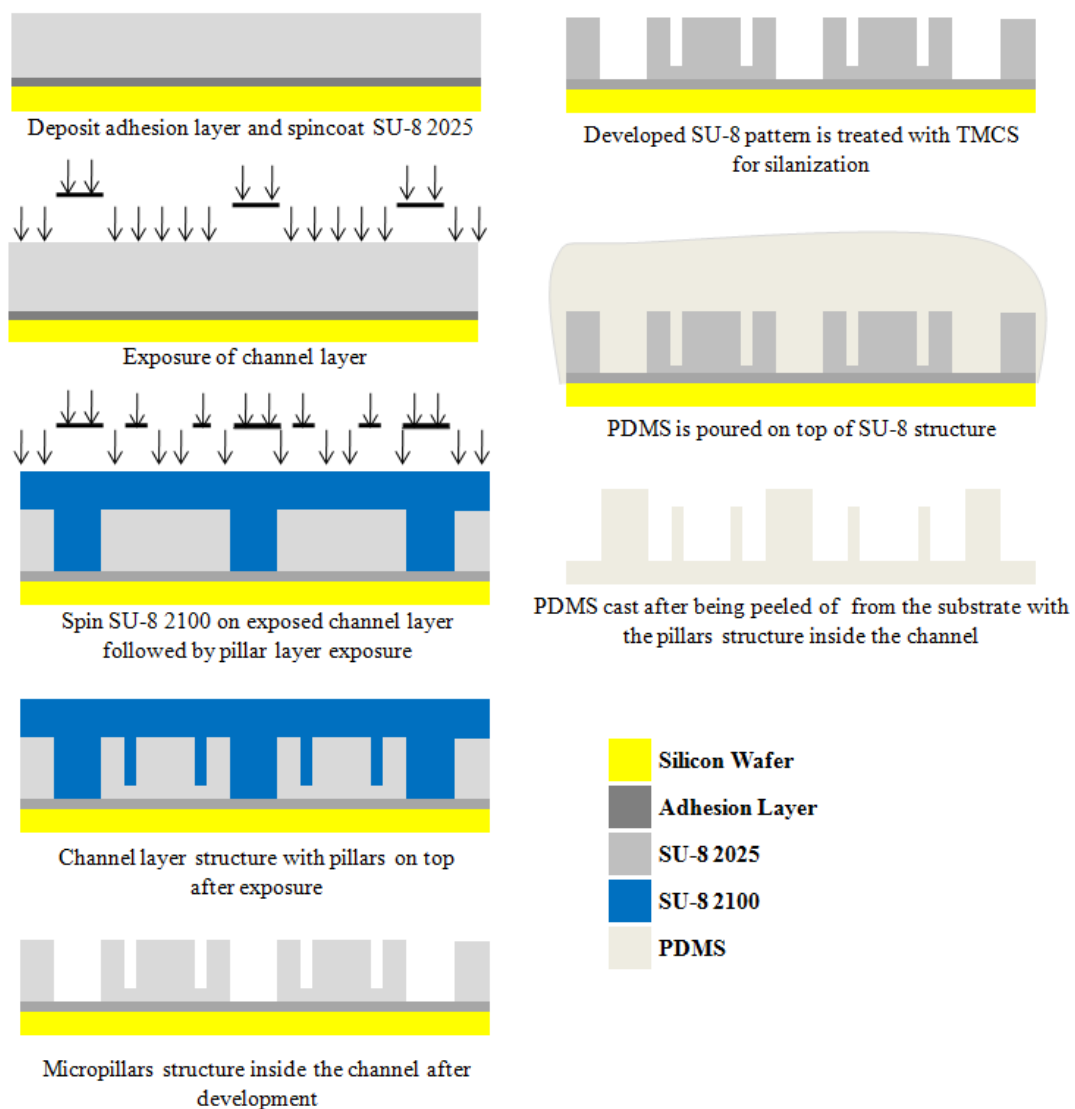 Deposit adhesion layer and spincoat SU-8 2025
Exposure of channel layer
Spin SU-8 2100 on exposed channel layer
followed by pillar layer exposure
Channel layer structure with pillars on top
after exposure
Micropillars structure inside the channel after
development
Developed SU-8 pattern is treated with TMCS
for silanization
PDMS is poured on top of SU-8 structure
PDMS cast after being peeled of from the substrate with
the pillars structure inside the channel
Silicon Wafer
Adhesion Layer
SU-8 2025
SU-8 2100
PDMS